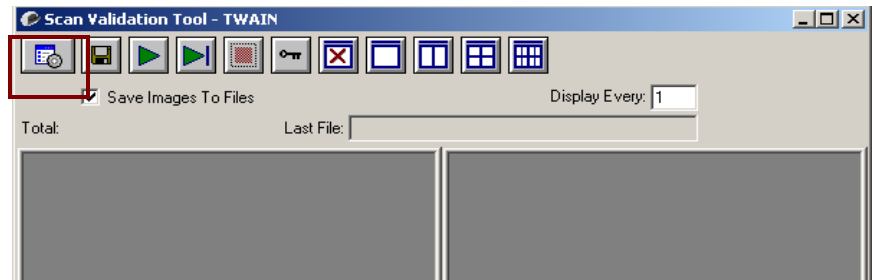 Scan Validation Tool - TWAIN
Save Images To Files Display Every: 1
Total: Last File: